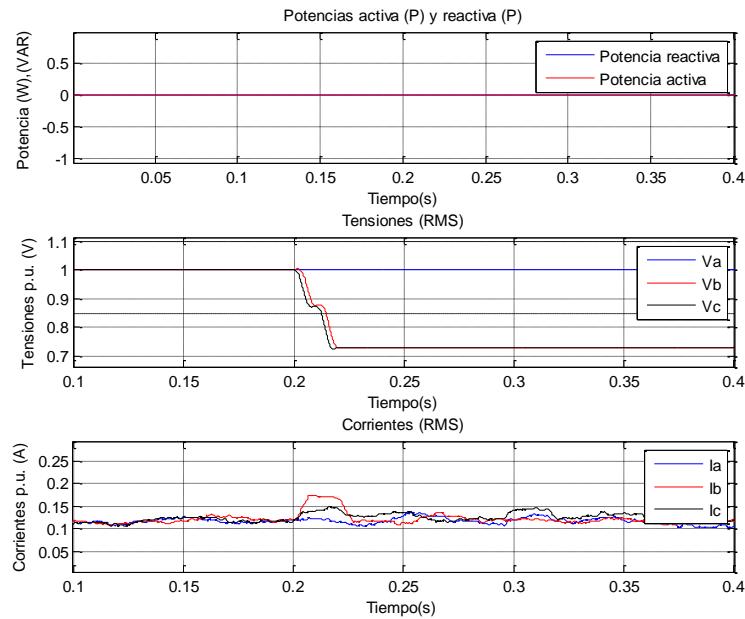 Potencias activa (P) y reactiva (P)
Potencia (W),(VAR)
0.5
0
-0.5
-1
Potencia reactiva
Potencia activa
0.05 0.1 0.15 0.2 0.25 0.3 0.35 0.4
Tiempo(s)
Tensiones (RMS)
Tensiones p.u. (V)
1.1
1
0.9
0.8
0.7
Va
Vb
Vc
0.1 0.15 0.2 0.25 0.3 0.35 0.4
Tiempo(s)
Corrientes (RMS)
Corrientes p.u. (A)
0.25
0.2
0.15
0.1
0.05
Ia
Ib
Ic
0.1 0.15 0.2 0.25 0.3 0.35 0.4
Tiempo(s)